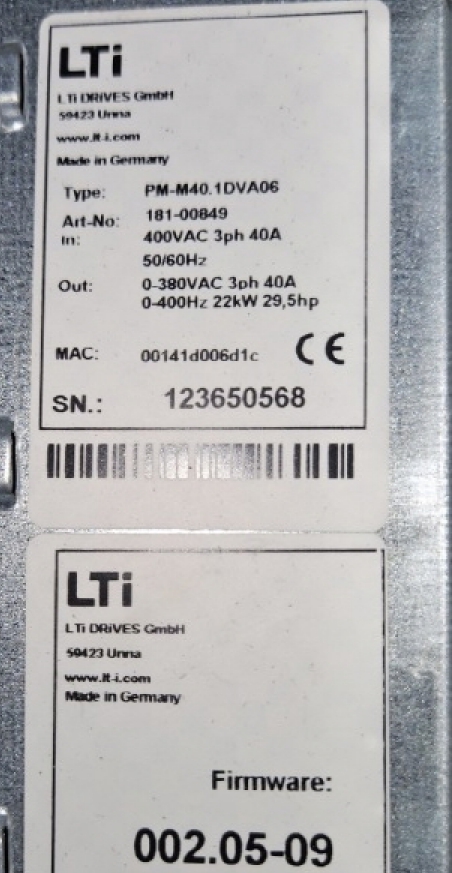 LTi
LTi DRiVES GmbH
59423 Unna
www.lt-i.com
Made in Germany
Type: PM-M40.1DVA06
Art-No: 181-00849
In: 400VAC 3ph 40A
50/60Hz
Out: 0-380VAC 3ph 40A
0-400Hz 22kW 29,5hp
MAC: 00141d006d1c CE
SN.: 123650568
LTi
LTi DRiVES GmbH
59423 Unna
www.lt-i.com
Made in Germany
Firmware:
002.05-09